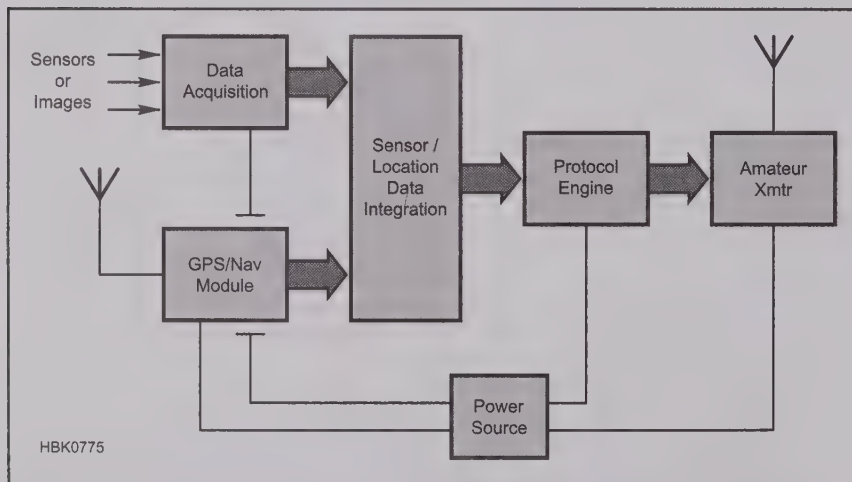 Sensors
or
Images
Data
Acquisition
Sensor /
Location
Data
Integration
Protocol
Engine
Amateur
Xmtr
GPS/Nav
Module
Power
Source
HBK0775